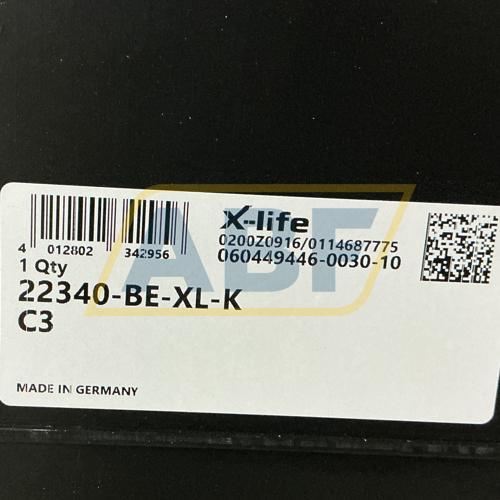 X-life
0200Z0916/0114687775
060449446-0030-10
4 012802 342956
1 Qty
22340-BE-XL-K
C3
MADE IN GERMANY
ABF